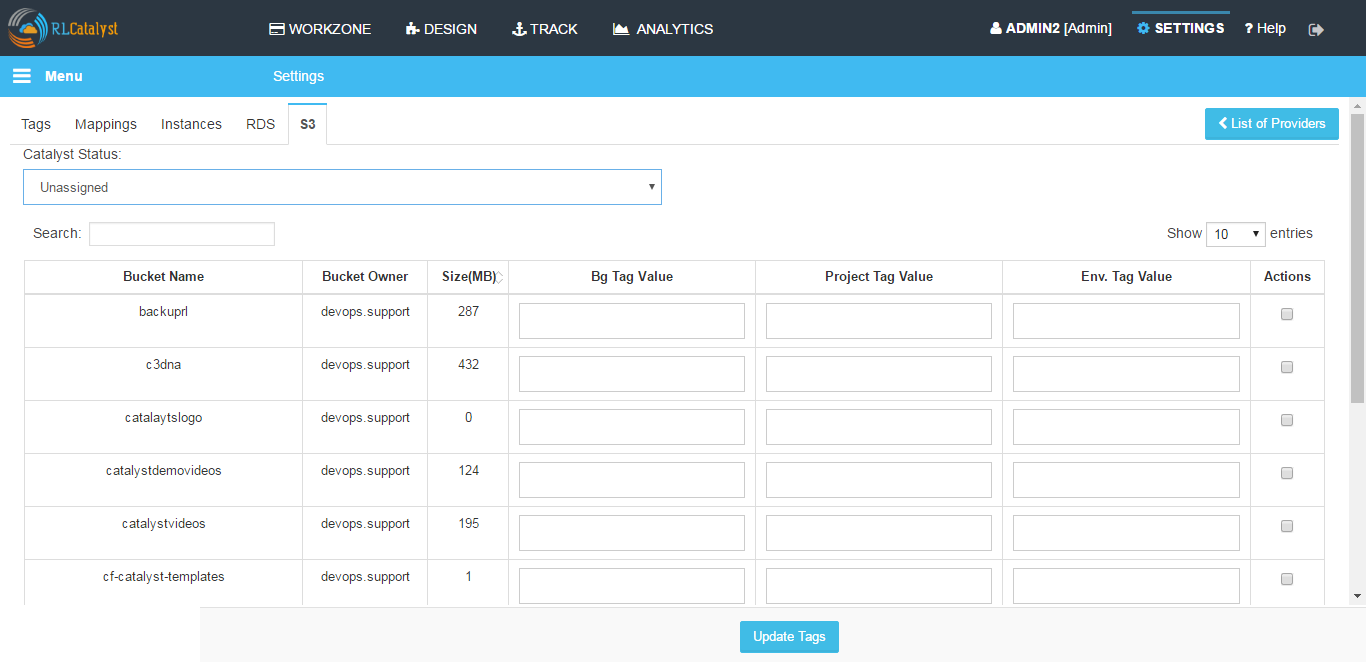 RLCatalyst WORKZONE DESIGN TRACK ANALYTICS ADMIN2 [Admin] SETTINGS ? Help
Menu Settings
Tags Mappings Instances RDS S3 List of Providers
Catalyst Status:
Unassigned
Search: Show 10 entries
Bucket Name Bucket Owner Size(MB) Bg Tag Value Project Tag Value Env. Tag Value Actions
backuprl devops.support 287
c3dna devops.support 432
catalaytslogo devops.support 0
catalystdemovideos devops.support 124
catalystvideos devops.support 195
cf-catalyst-templates devops.support 1
Update Tags